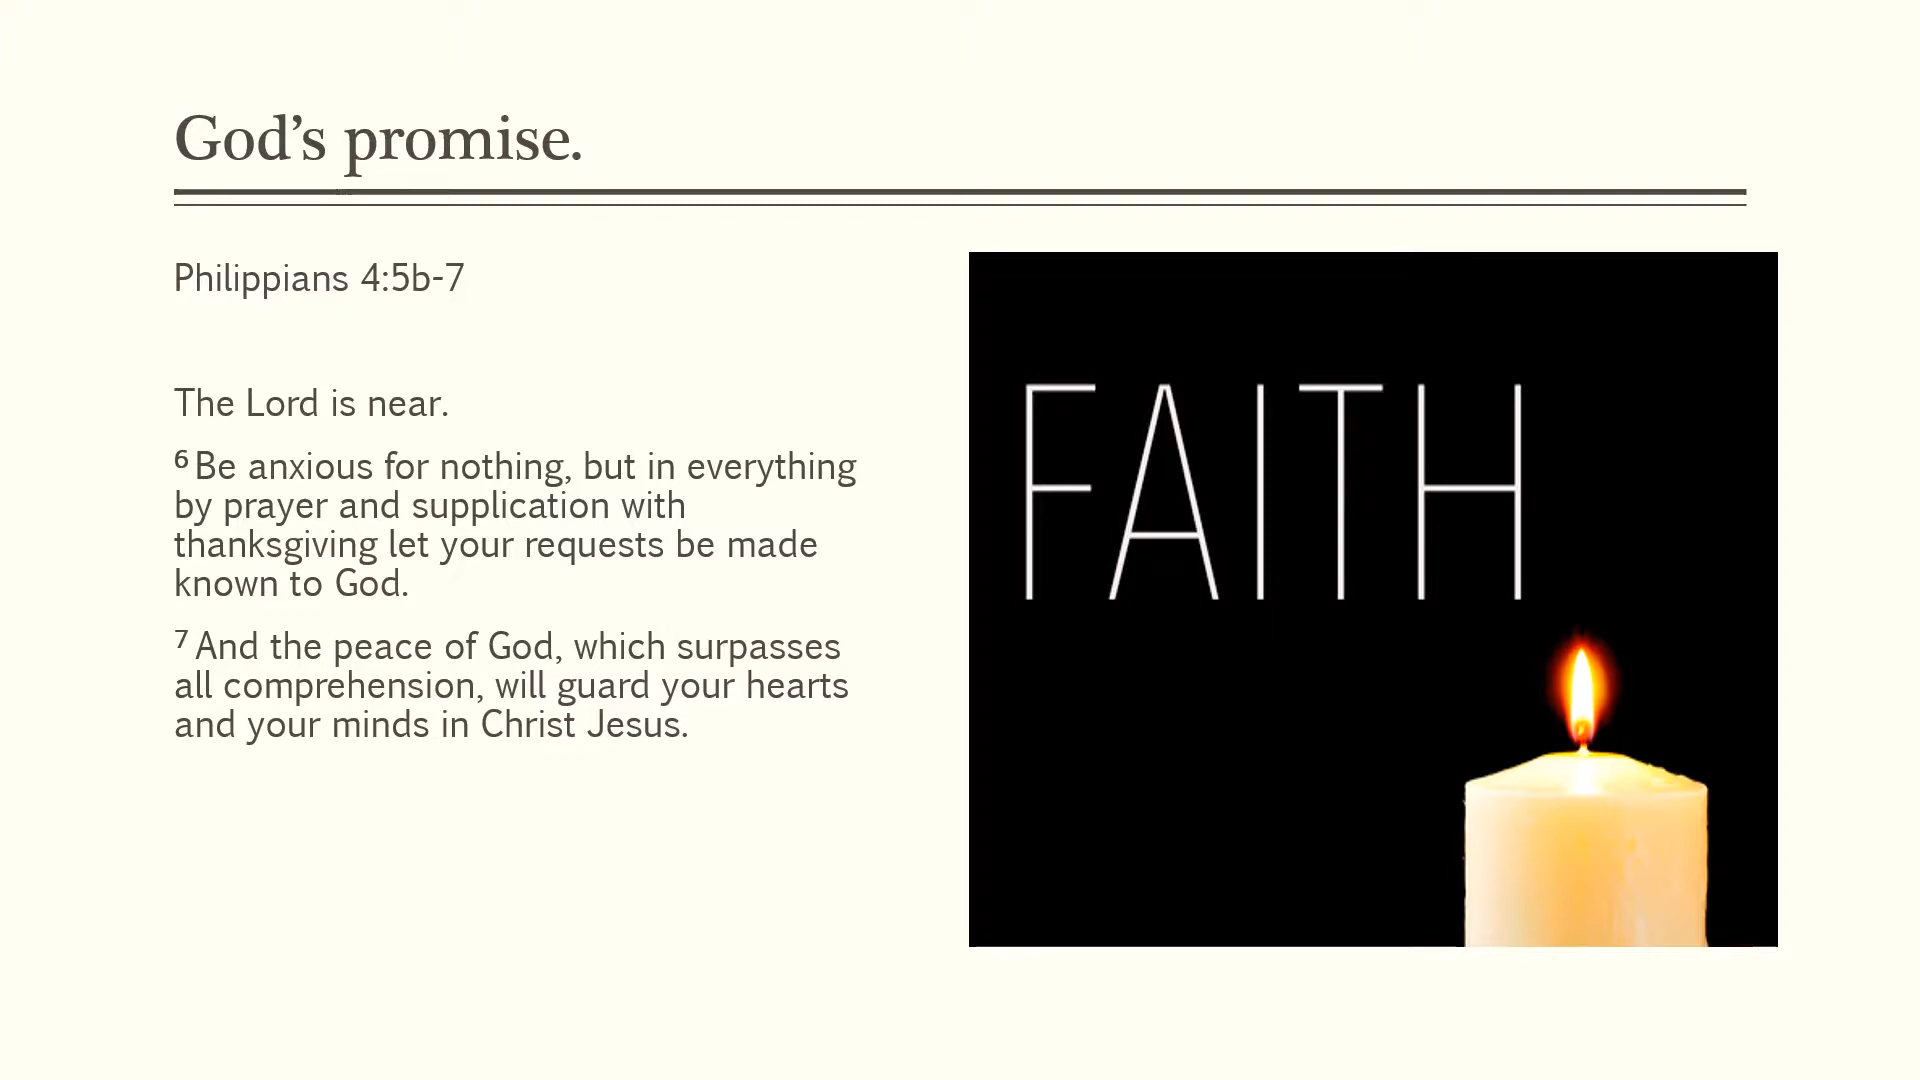 God’s promise.
Philippians 4:5b-7
The Lord is near.
⁶ Be anxious for nothing, but in everything
by prayer and supplication with
thanksgiving let your requests be made
known to God.
⁷ And the peace of God, which surpasses
all comprehension, will guard your hearts
and your minds in Christ Jesus.
FAITH